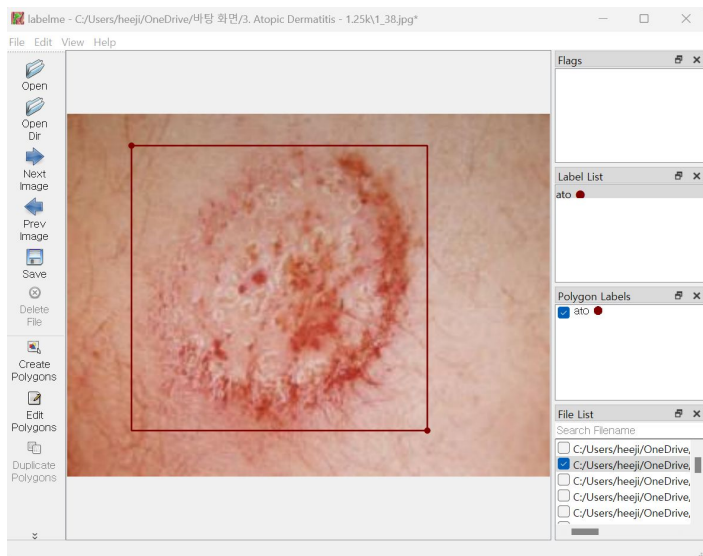 labelme - C:/Users/heeji/OneDrive/바탕 화면/3. Atopic Dermatitis - 1.25k\1_38.jpg*
File Edit View Help
Open
Open
Dir
Next
Image
Prev
Image
Save
Delete
File
Create
Polygons
Edit
Polygons
Duplicate
Polygons
Flags
Label List
ato
Polygon Labels
ato
File List
Search Filename
C:/Users/heeji/OneDrive,
C:/Users/heeji/OneDrive,
C:/Users/heeji/OneDrive,
C:/Users/heeji/OneDrive,
C:/Users/heeji/OneDrive,